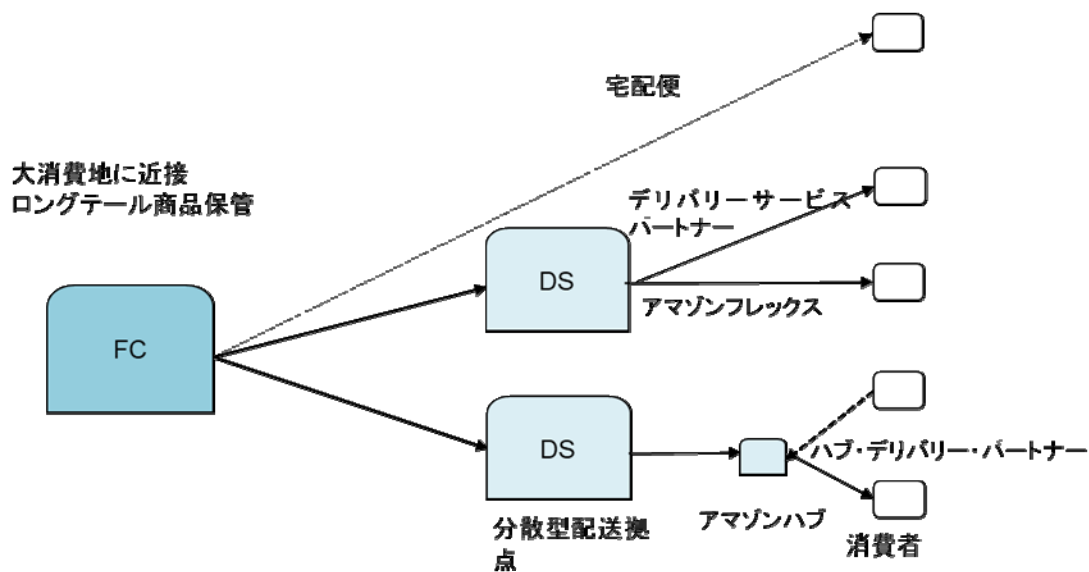 宅配便
大消費地に近接
ロングテール商品保管
デリバリーサービス
パートナー
DS
アマゾンフレックス
FC
DS
ハブ・デリバリー・パートナー
アマゾンハブ
分散型配送拠
点
消費者